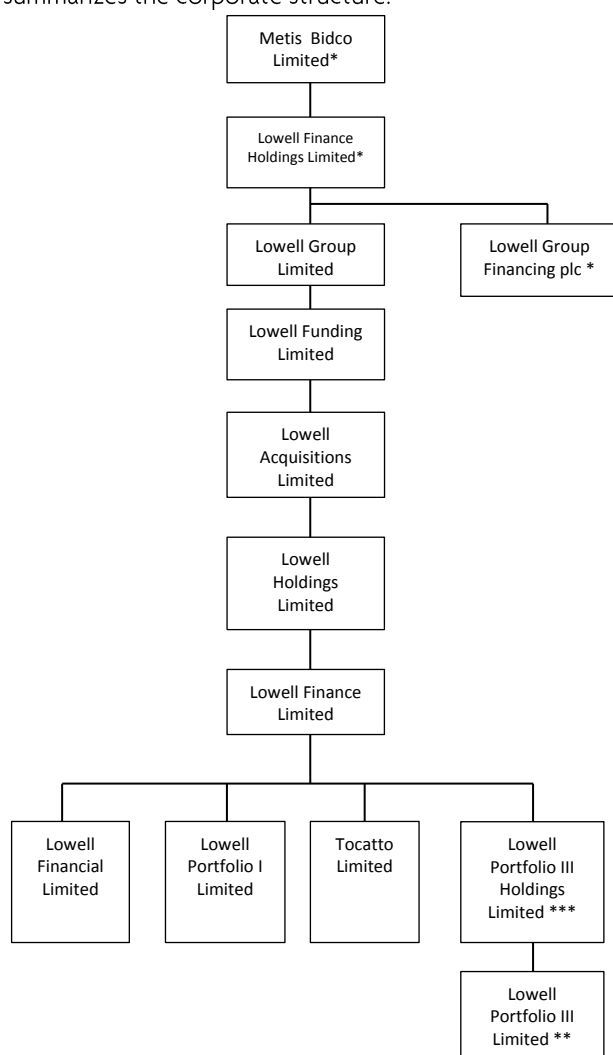 summarizes the corporate structure.
Metis Bidco
Limited*
Lowell Finance
Holdings Limited*
Lowell Group
Limited
Lowell Group
Financing plc *
Lowell Funding
Limited
Lowell
Acquisitions
Limited
Lowell
Holdings
Limited
Lowell Finance
Limited
Lowell
Financial
Limited
Lowell
Portfolio I
Limited
Tocatto
Limited
Lowell
Portfolio III
Holdings
Limited ***
Lowell
Portfolio III
Limited **